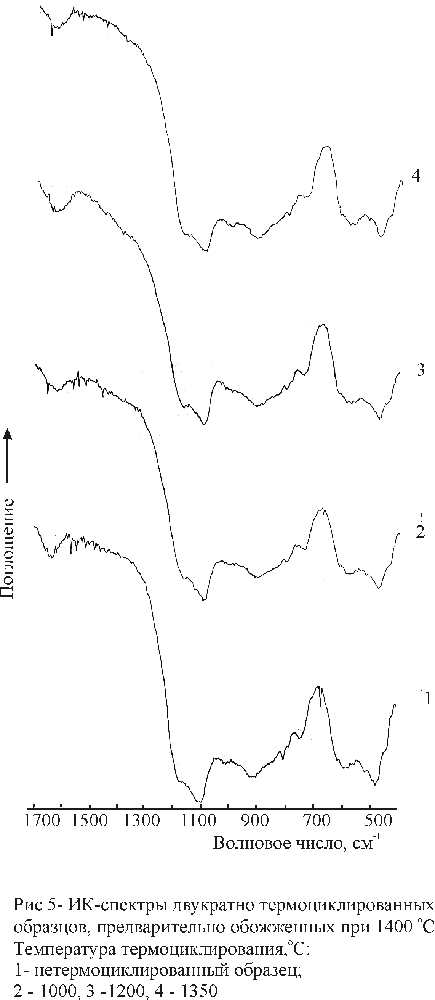 4
3
2
1
Поглощение
1700 1500 1300 1100 900 700 500
Волновое число, см-1
Рис.5- ИК-спектры двукратно термоциклированных
образцов, предварительно обожженных при 1400 °С
Температура термоциклирования,°С:
1- нетермоциклированный образец;
2 - 1000, 3 -1200, 4 - 1350